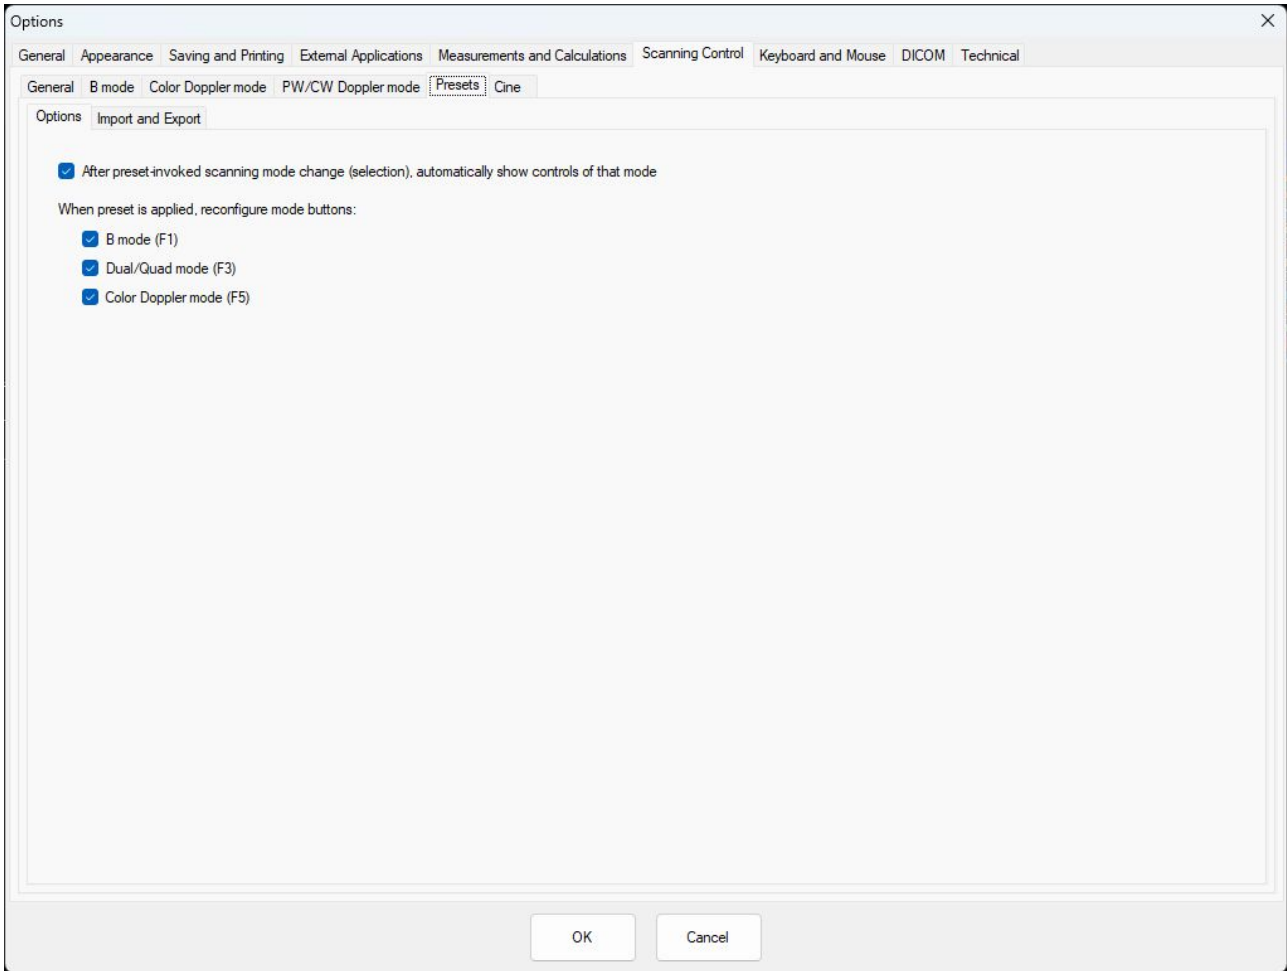 Options
General Appearance Saving and Printing External Applications Measurements and Calculations Scanning Control Keyboard and Mouse DICOM Technical
General B mode Color Doppler mode PW/CW Doppler mode Presets Cine
Options Import and Export
After preset-invoked scanning mode change (selection), automatically show controls of that mode
When preset is applied, reconfigure mode buttons:
B mode (F1)
Dual/Quad mode (F3)
Color Doppler mode (F5)
OK Cancel